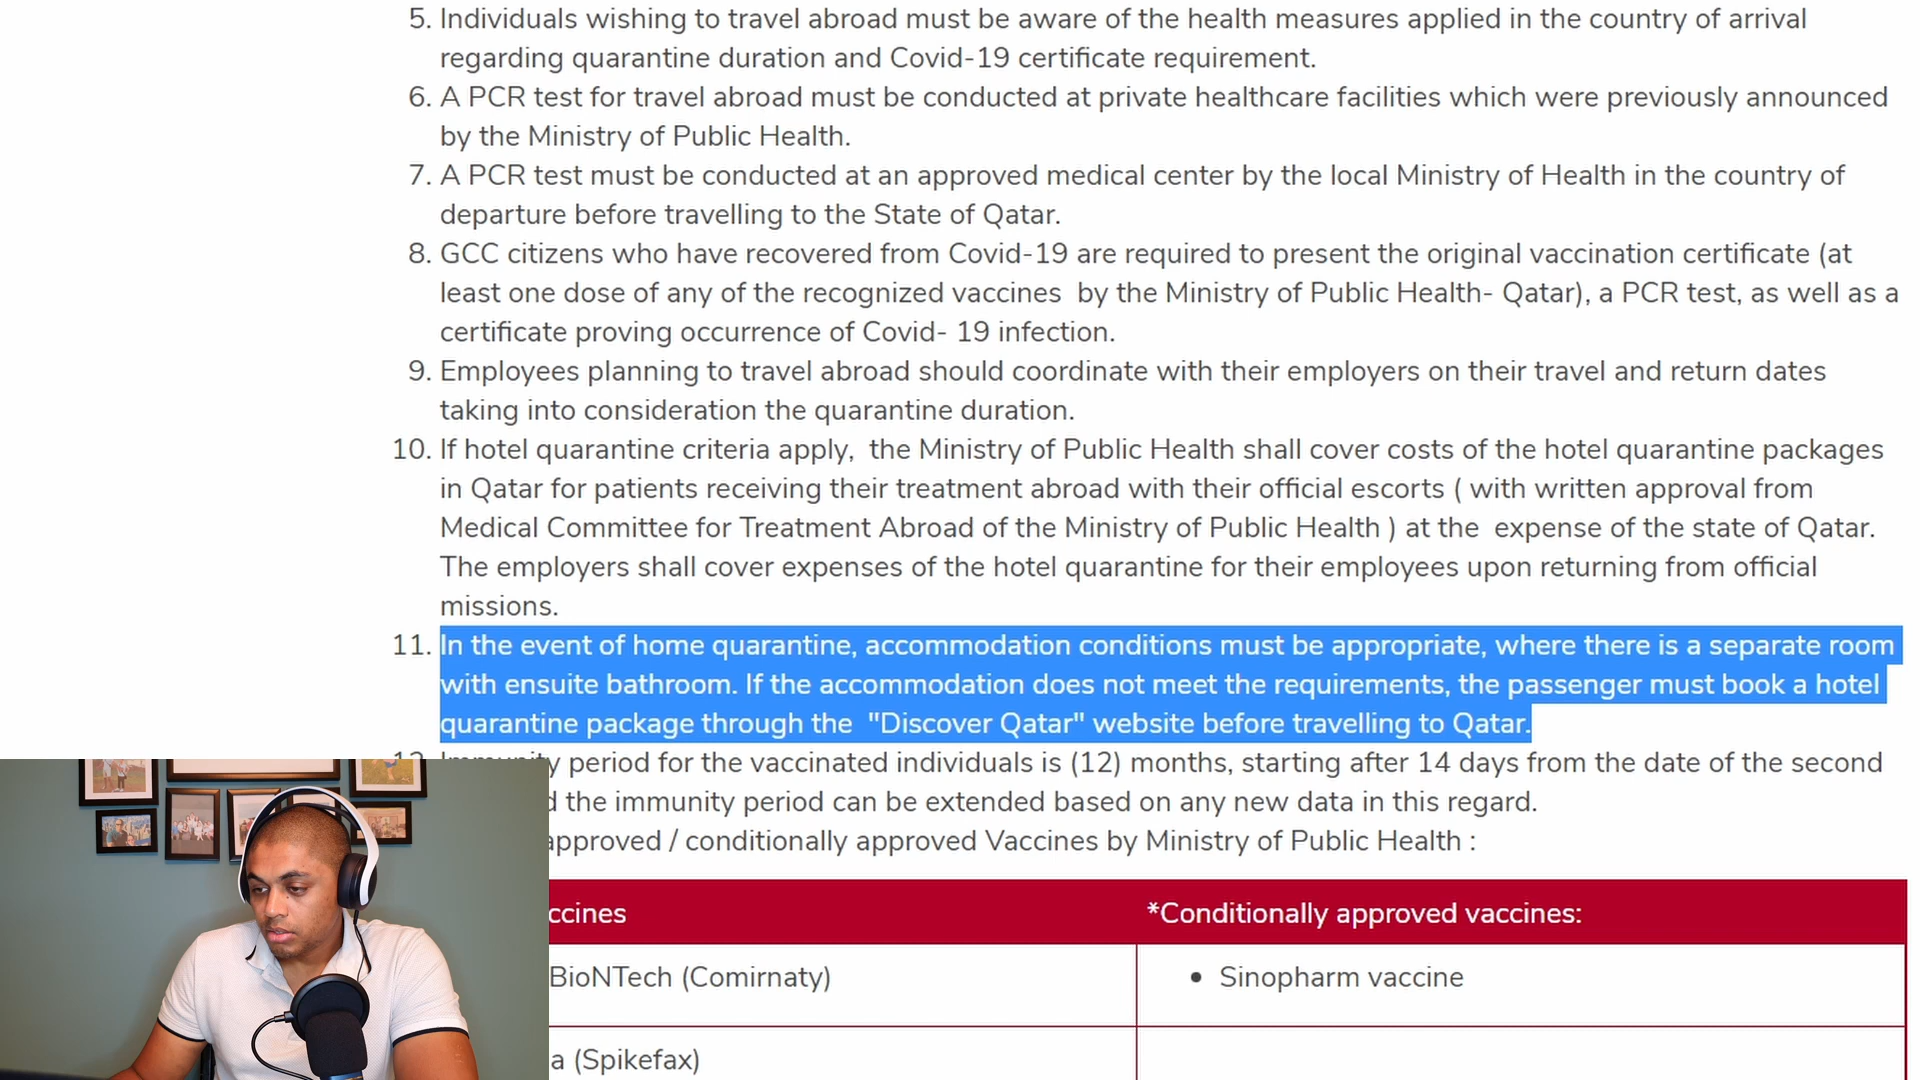 5. Individuals wishing to travel abroad must be aware of the health measures applied in the country of arrival
regarding quarantine duration and Covid-19 certificate requirement.
6. A PCR test for travel abroad must be conducted at private healthcare facilities which were previously announced
by the Ministry of Public Health.
7. A PCR test must be conducted at an approved medical center by the local Ministry of Health in the country of
departure before travelling to the State of Qatar.
8. GCC citizens who have recovered from Covid-19 are required to present the original vaccination certificate (at
least one dose of any of the recognized vaccines  by the Ministry of Public Health- Qatar), a PCR test, as well as a
certificate proving occurrence of Covid- 19 infection.
9. Employees planning to travel abroad should coordinate with their employers on their travel and return dates
taking into consideration the quarantine duration.
10. If hotel quarantine criteria apply,  the Ministry of Public Health shall cover costs of the hotel quarantine packages
in Qatar for patients receiving their treatment abroad with their official escorts ( with written approval from
Medical Committee for Treatment Abroad of the Ministry of Public Health ) at the  expense of the state of Qatar.
The employers shall cover expenses of the hotel quarantine for their employees upon returning from official
missions.
11. In the event of home quarantine, accommodation conditions must be appropriate, where there is a separate room
with ensuite bathroom. If the accommodation does not meet the requirements, the passenger must book a hotel
quarantine package through the  "Discover Qatar" website before travelling to Qatar.
period for the vaccinated individuals is (12) months, starting after 14 days from the date of the second
the immunity period can be extended based on any new data in this regard.
approved / conditionally approved Vaccines by Ministry of Public Health :
ccines
*Conditionally approved vaccines:
BioNTech (Comirnaty)
• Sinopharm vaccine
a (Spikefax)